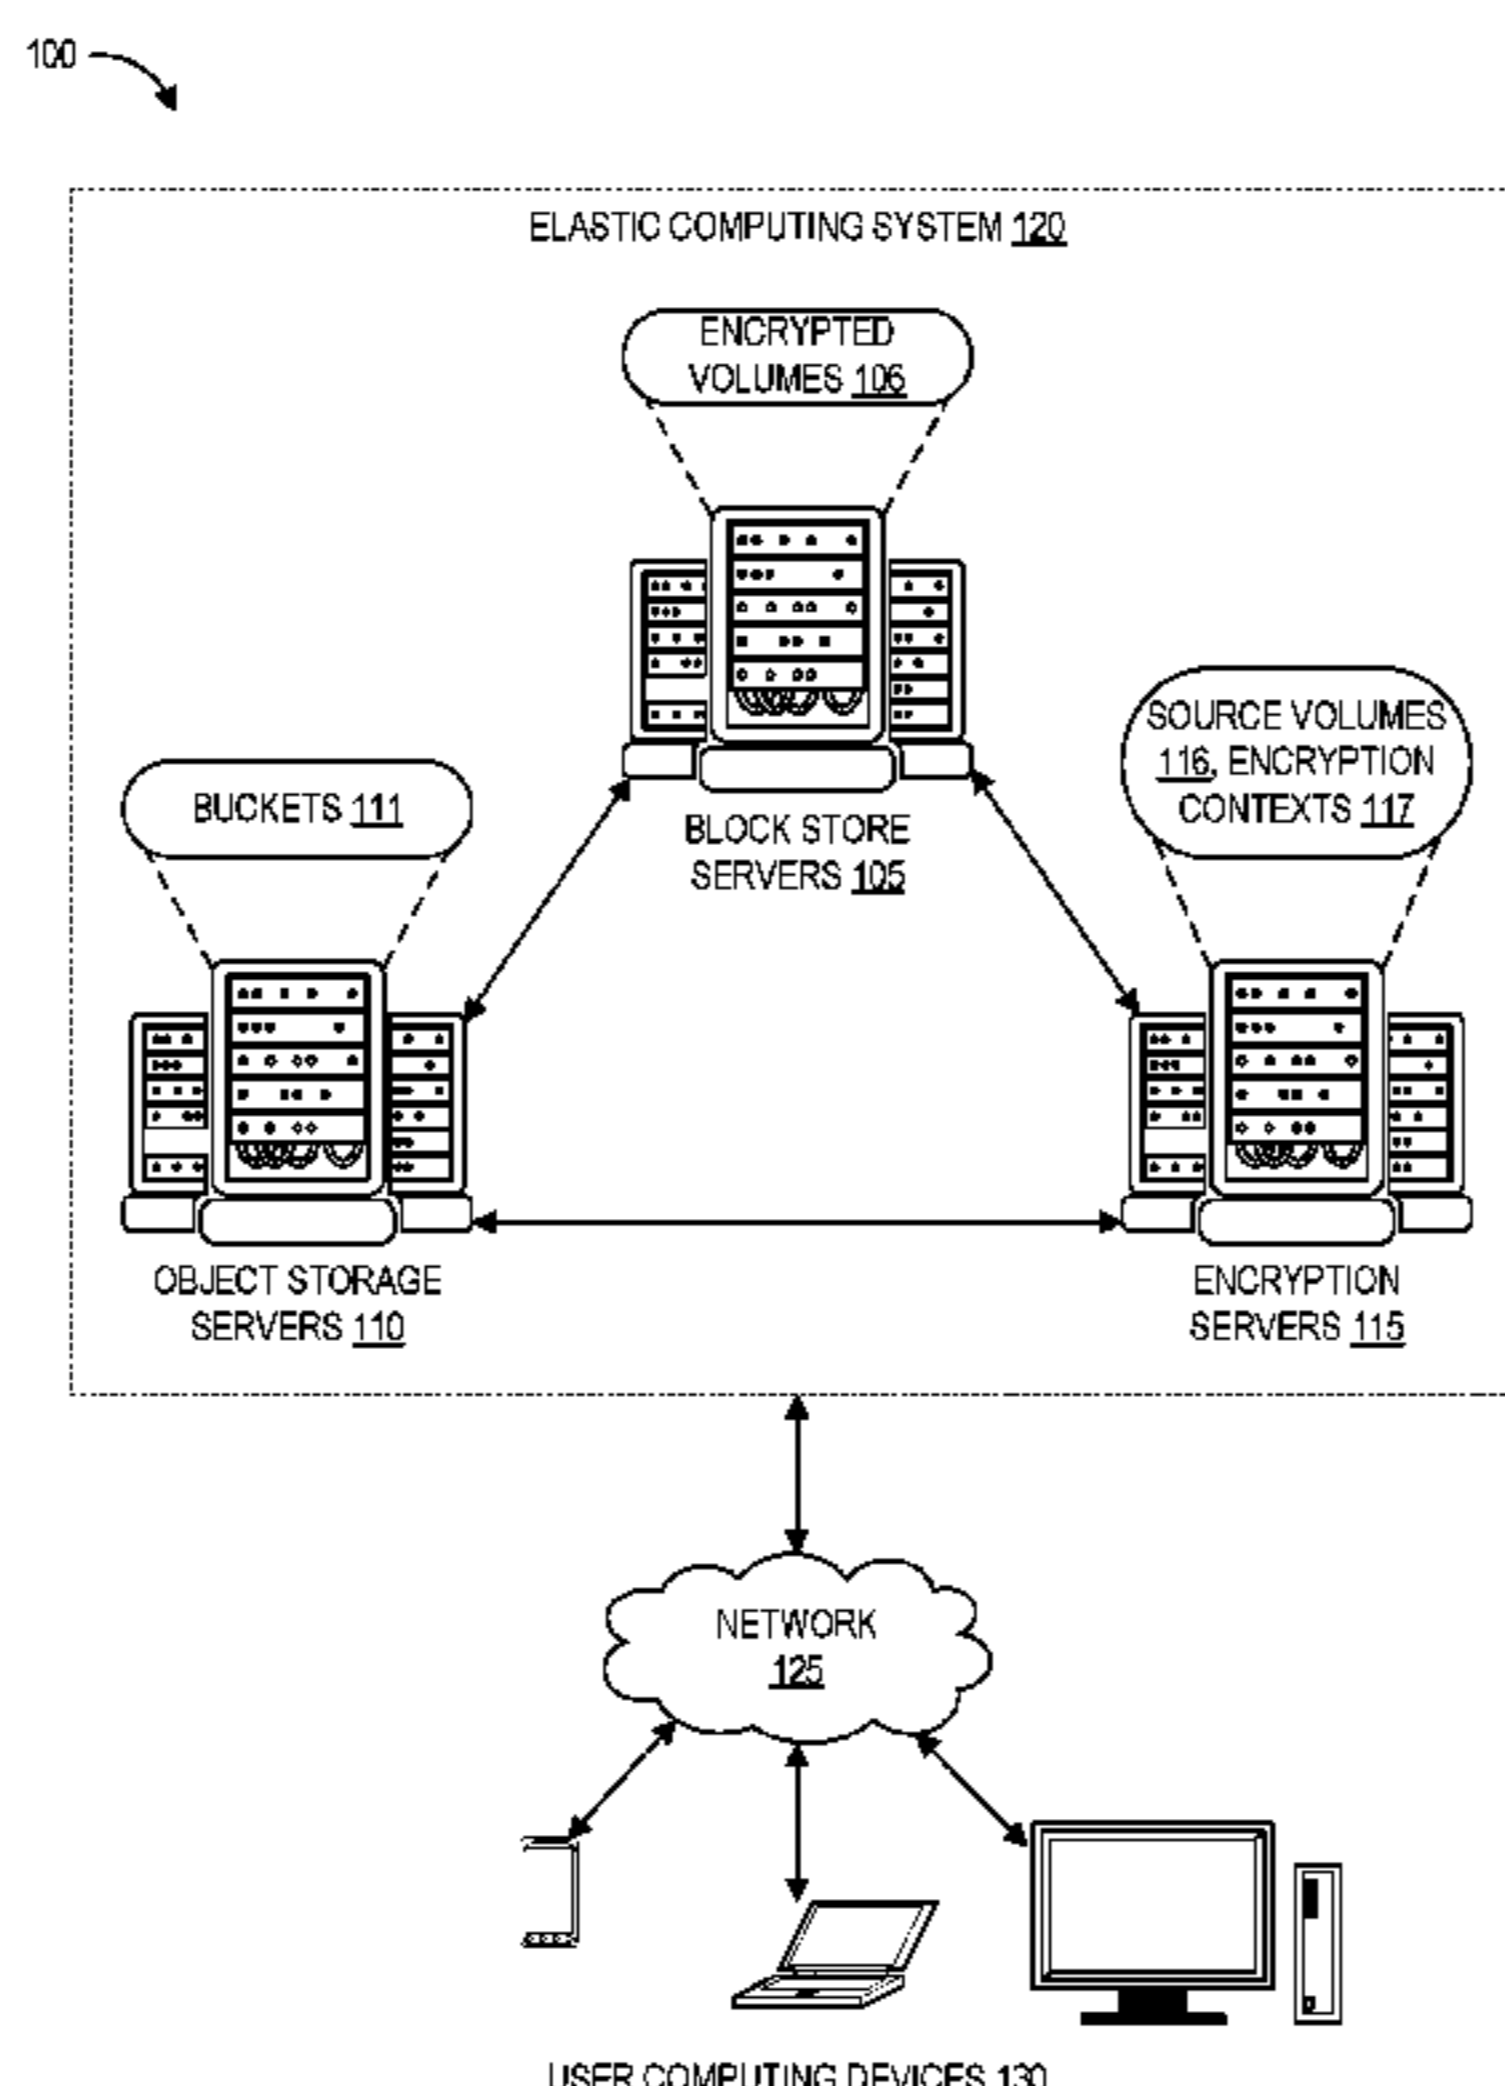 100
ELASTIC COMPUTING SYSTEM 120
ENCRYPTED
VOLUMES 106
BLOCK STORE
SERVERS 105
SOURCE VOLUMES
116, ENCRYPTION
CONTEXTS 117
BUCKETS 111
OBJECT STORAGE
SERVERS 110
ENCRYPTION
SERVERS 115
NETWORK
125
USER COMPUTING DEVICES 130